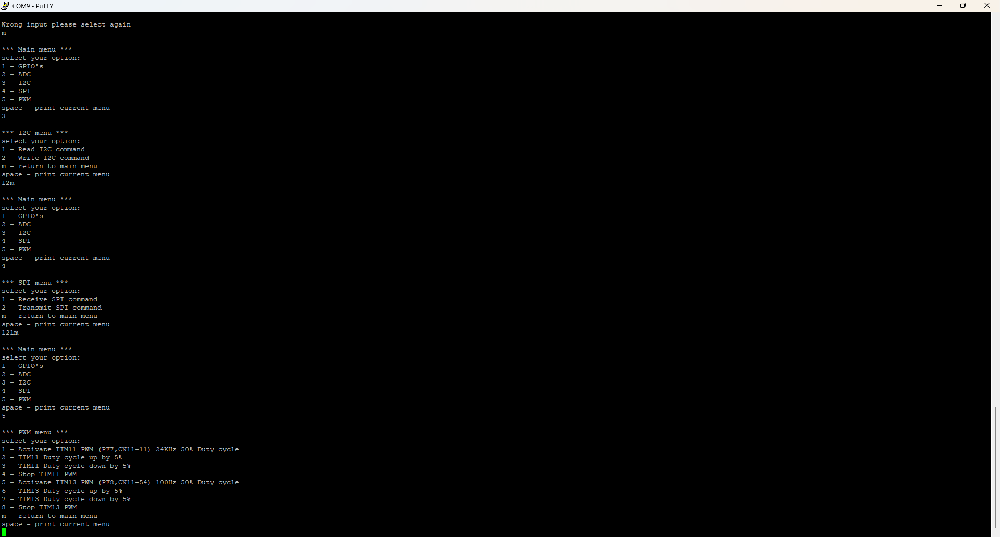 COM9 - PuTTY
Wrong input please select again
m
*** Main menu ***
select your option:
1 - GPIO's
2 - ADC
3 - I2C
4 - SPI
5 - PWM
space - print current menu
3
*** I2C menu ***
select your option:
1 - Read I2C command
2 - Write I2C command
m - return to main menu
space - print current menu
12m
*** Main menu ***
select your option:
1 - GPIO's
2 - ADC
3 - I2C
4 - SPI
5 - PWM
space - print current menu
4
*** SPI menu ***
select your option:
1 - Receive SPI command
2 - Transmit SPI command
m - return to main menu
space - print current menu
121m
*** Main menu ***
select your option:
1 - GPIO's
2 - ADC
3 - I2C
4 - SPI
5 - PWM
space - print current menu
5
*** PWM menu ***
select your option:
1 - Activate TIM11 PWM (PF7,CN11-11) 24KHz 50% Duty cycle
2 - TIM11 Duty cycle up by 5%
3 - TIM11 Duty cycle down by 5%
4 - Stop TIM11 PWM
5 - Activate TIM13 PWM (PF8,CN11-54) 100Hz 50% Duty cycle
6 - TIM13 Duty cycle up by 5%
7 - TIM13 Duty cycle down by 5%
8 - Stop TIM13 PWM
m - return to main menu
space - print current menu